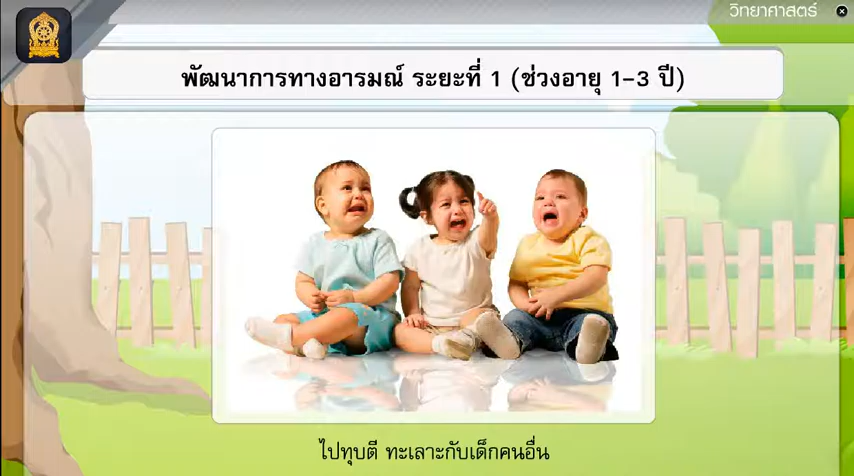 วิทยาศาสตร์
พัฒนาการทางอารมณ์ ระยะที่ 1 (ช่วงอายุ 1-3 ปี)
ไปทุบตี ทะเลาะกับเด็กคนอื่น